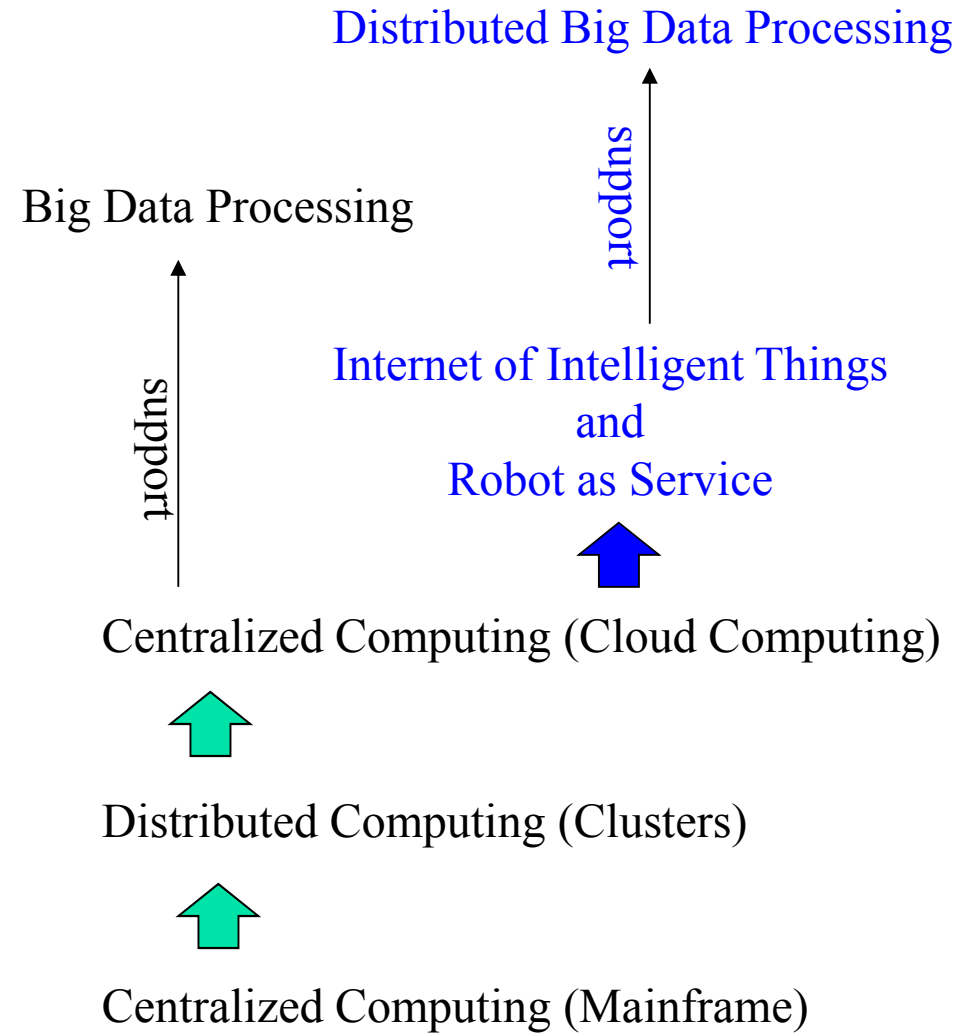 Distributed Big Data Processing
support
Big Data Processing
support
Internet of Intelligent Things
and
Robot as Service
Centralized Computing (Cloud Computing)
Distributed Computing (Clusters)
Centralized Computing (Mainframe)